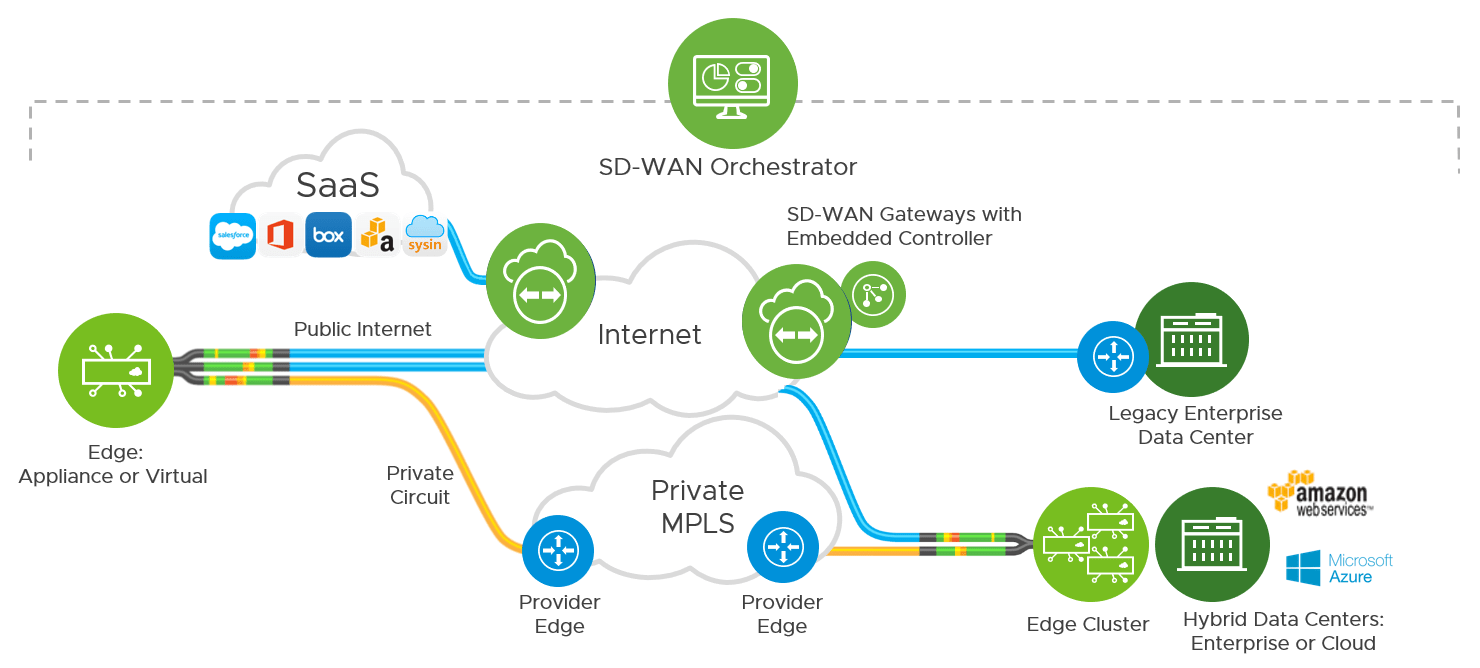 SD-WAN Orchestrator
SaaS
salesforce
box
a
sysin
SD-WAN Gateways with
Embedded Controller
Public Internet
Internet
Legacy Enterprise
Data Center
Edge:
Appliance or Virtual
Private
Circuit
Private
MPLS
Provider
Edge
Provider
Edge
Edge Cluster
amazon
webservices™
Microsoft
Azure
Hybrid Data Centers:
Enterprise or Cloud